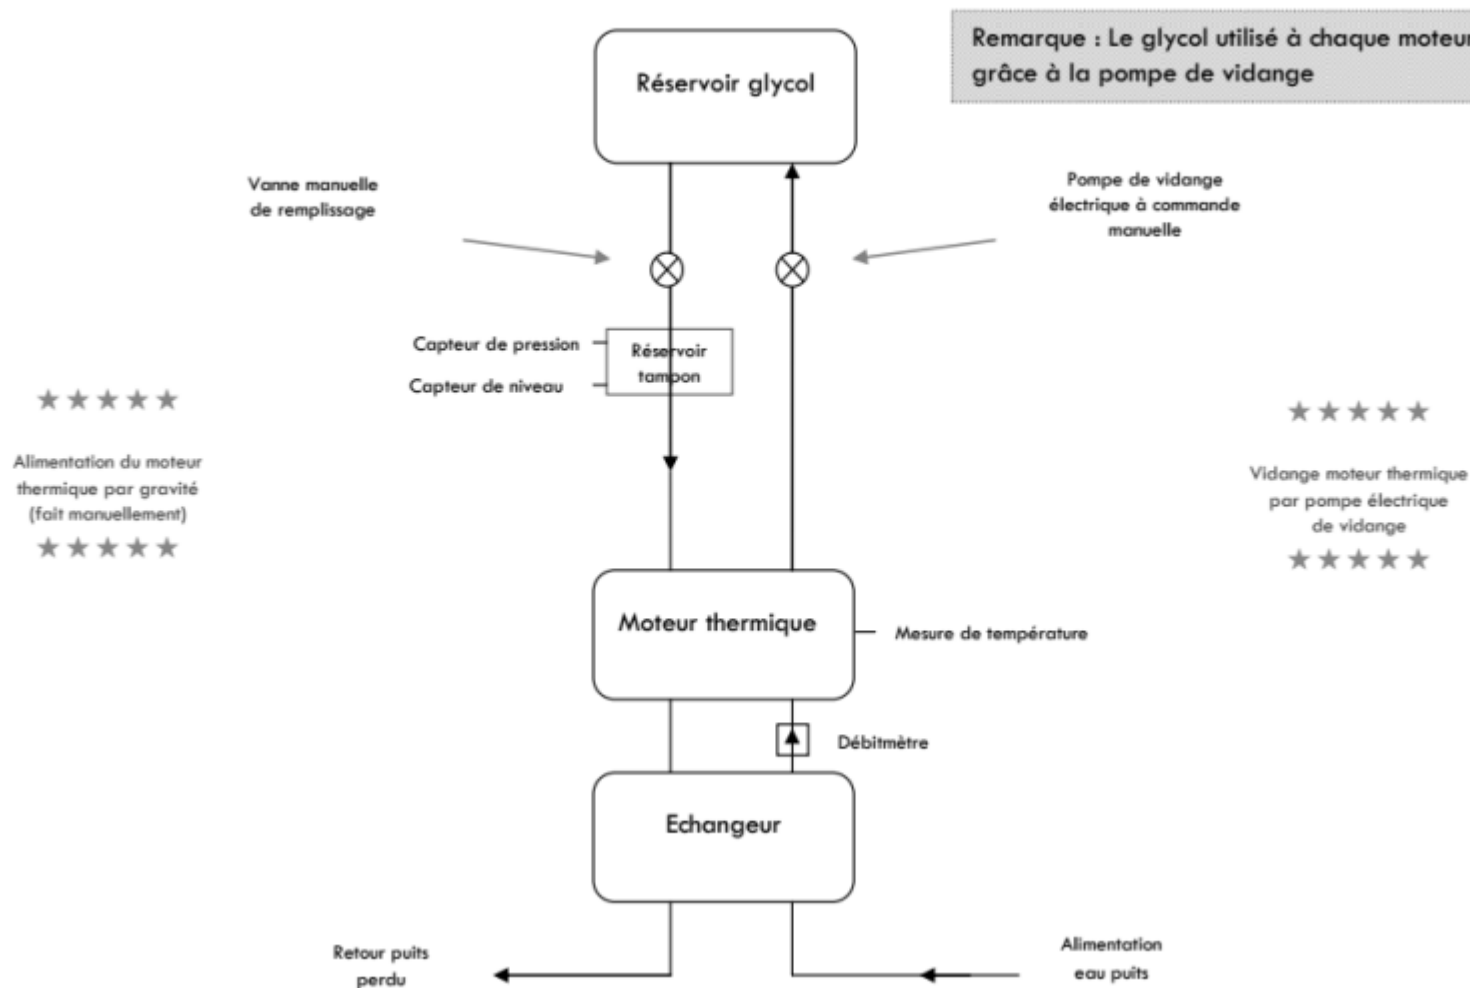 Remarque : Le glycol utilisé à chaque moteur
grâce à la pompe de vidange
Réservoir glycol
Vanne manuelle
de remplissage
Pompe de vidange
électrique à commande
manuelle
Capteur de pression
Capteur de niveau
Réservoir
tampon
Alimentation du moteur
thermique par gravité
(fait manuellement)
Vidange moteur thermique
par pompe électrique
de vidange
Moteur thermique
Mesure de température
Débitmètre
Echangeur
Retour puits
perdu
Alimentation
eau puits